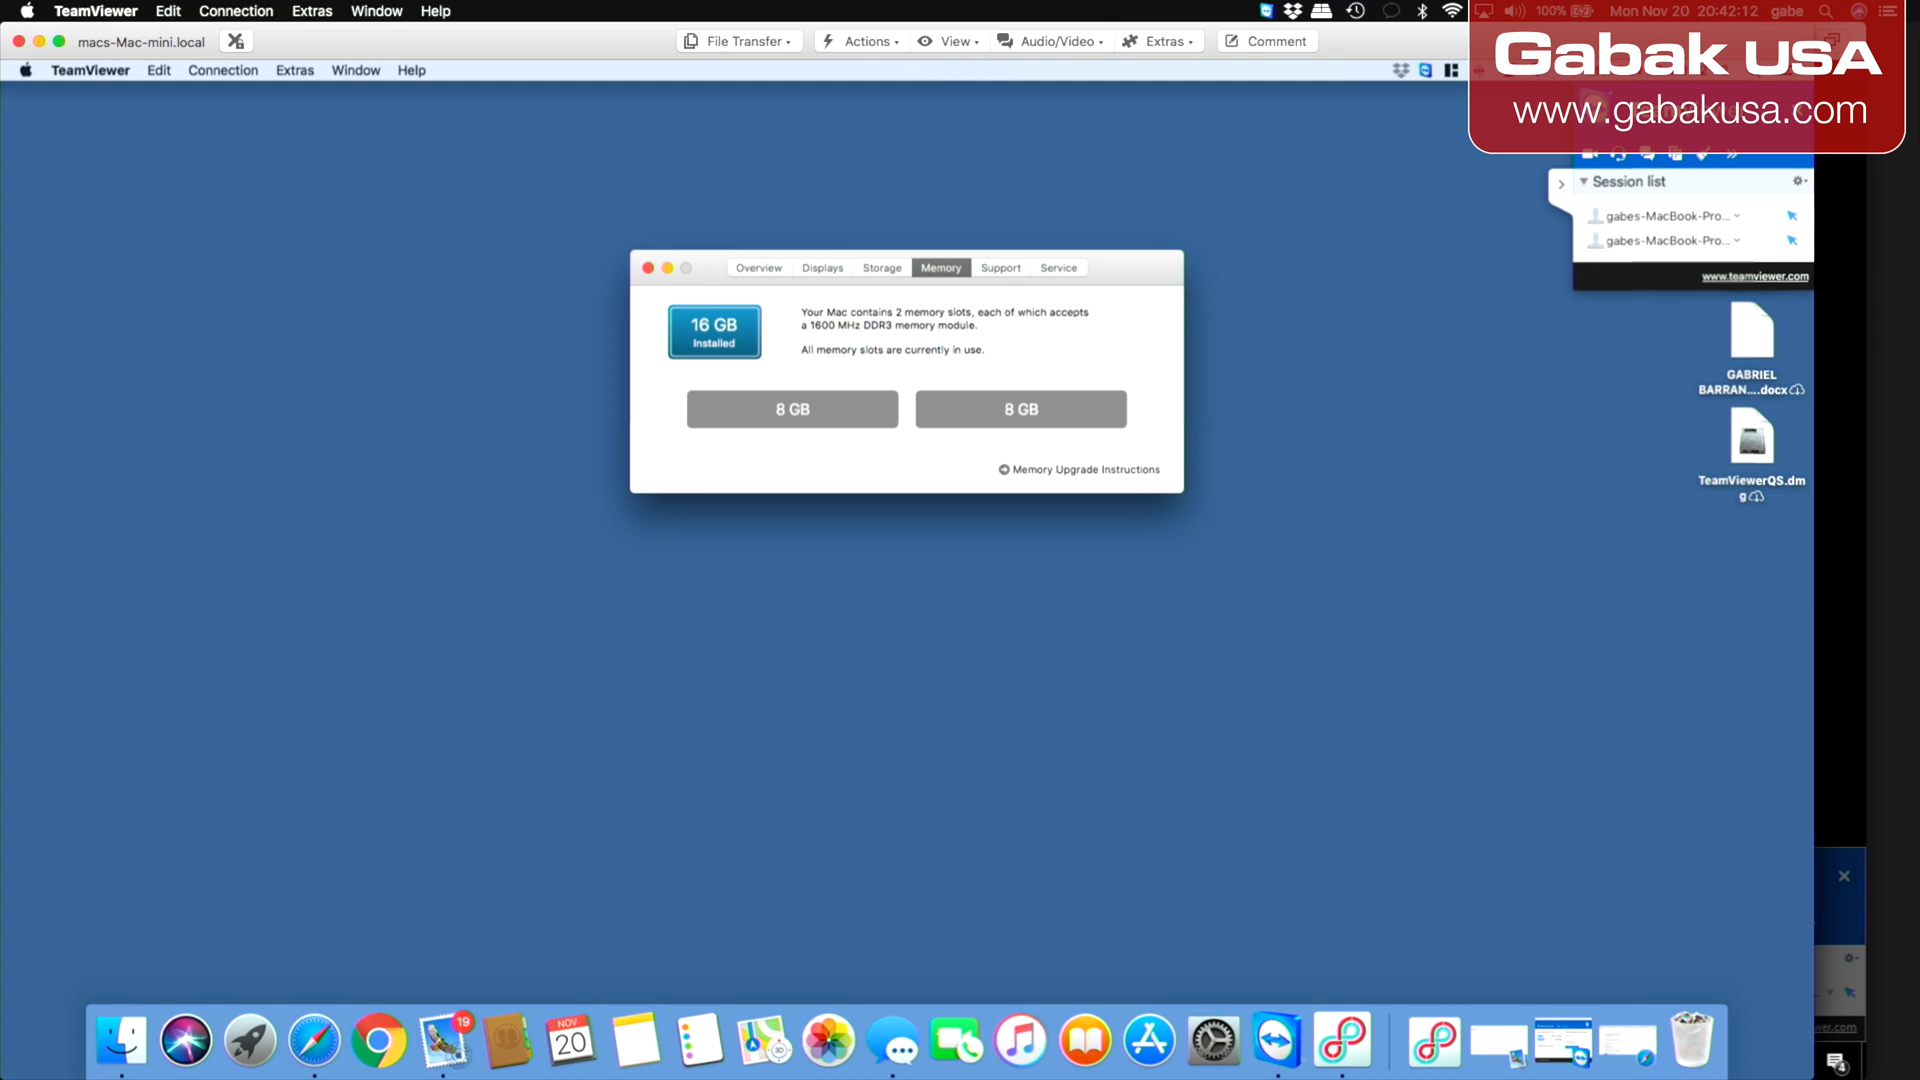 TeamViewer Edit Connection Extras Window Help
100% Mon Nov 20 20:42:12 gabe
macs-Mac-mini.local
File Transfer Actions View Audio/Video Extras Comment
TeamViewer Edit Connection Extras Window Help
Gabak USA
www.gabakusa.com
Session list
gabes-MacBook-Pro...
gabes-MacBook-Pro...
www.teamviewer.com
Overview Displays Storage Memory Support Service
16 GB
Installed
Your Mac contains 2 memory slots, each of which accepts
a 1600 MHz DDR3 memory module.
All memory slots are currently in use.
8 GB 8 GB
Memory Upgrade Instructions
GABRIEL
BARRAN....docx
TeamViewerQS.dm
g
19
NOV
20
3D
4